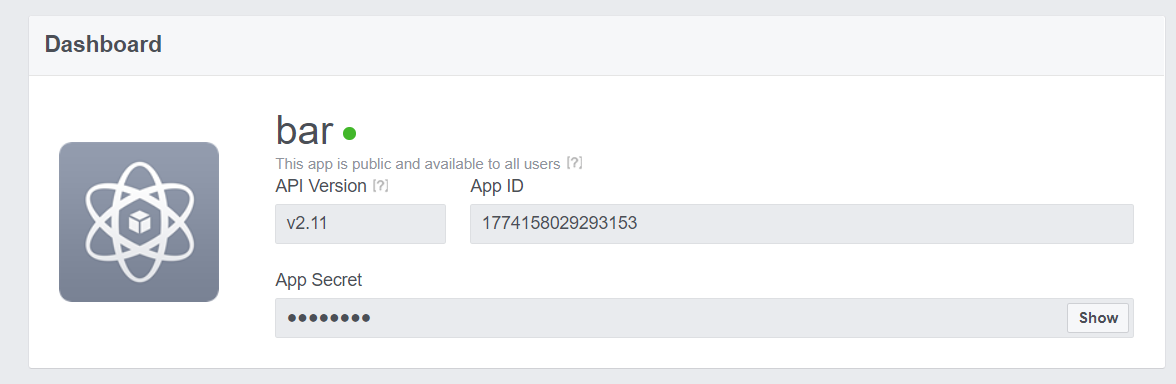 Dashboard
bar
This app is public and available to all users [?]
API Version [?]
App ID
v2.11
1774158029293153
App Secret
●●●●●●●●
Show